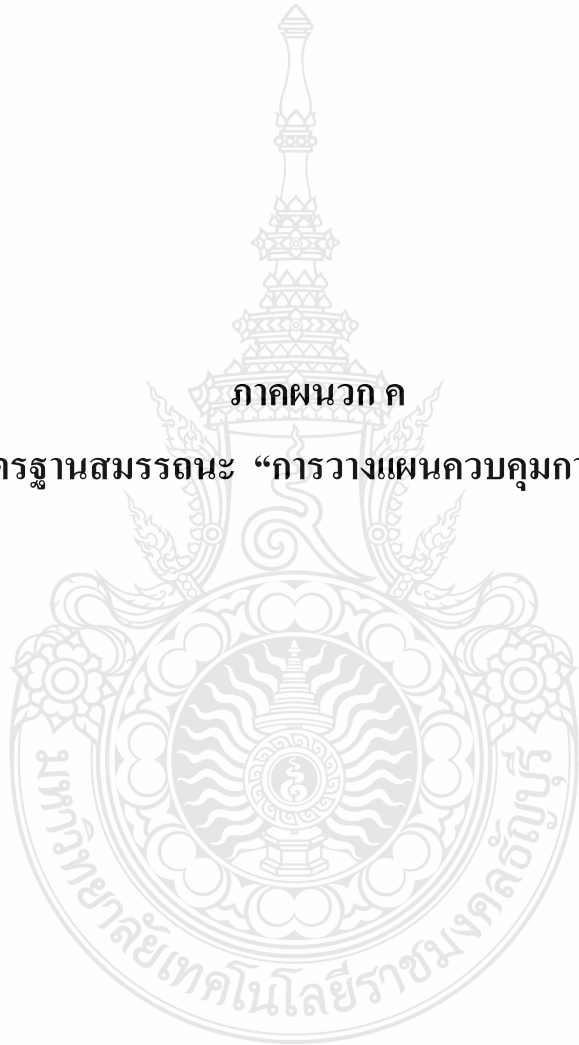 ภาคผนวก ค
ครฐานสมรรถนะ “การวางแผนควบคุมกา
มหาวิทยาลัยเทคโนโลยีราชมงคลธัญบุรี